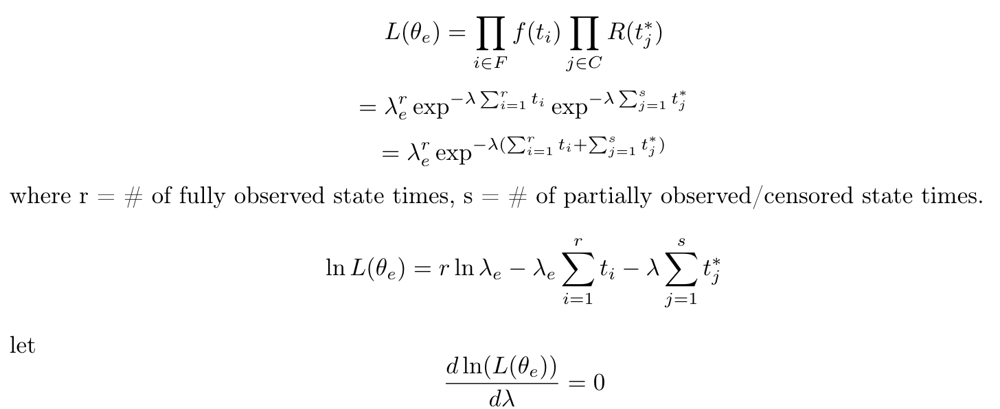 $L(\theta_e) = \prod_{i \in F} f(t_i) \prod_{j \in C} R(t_j^*)$
$= \lambda_e^r \exp^{-\lambda \sum_{i=1}^{r} t_i} \exp^{-\lambda \sum_{j=1}^{s} t_j^*}$
$= \lambda_e^r \exp^{-\lambda (\sum_{i=1}^{r} t_i + \sum_{j=1}^{s} t_j^*)}$
where r = # of fully observed state times, s = # of partially observed/censored state times.
$\ln L(\theta_e) = r \ln \lambda_e - \lambda_e \sum_{i=1}^{r} t_i - \lambda \sum_{j=1}^{s} t_j^*$
let
$\frac{d \ln(L(\theta_e))}{d\lambda} = 0$